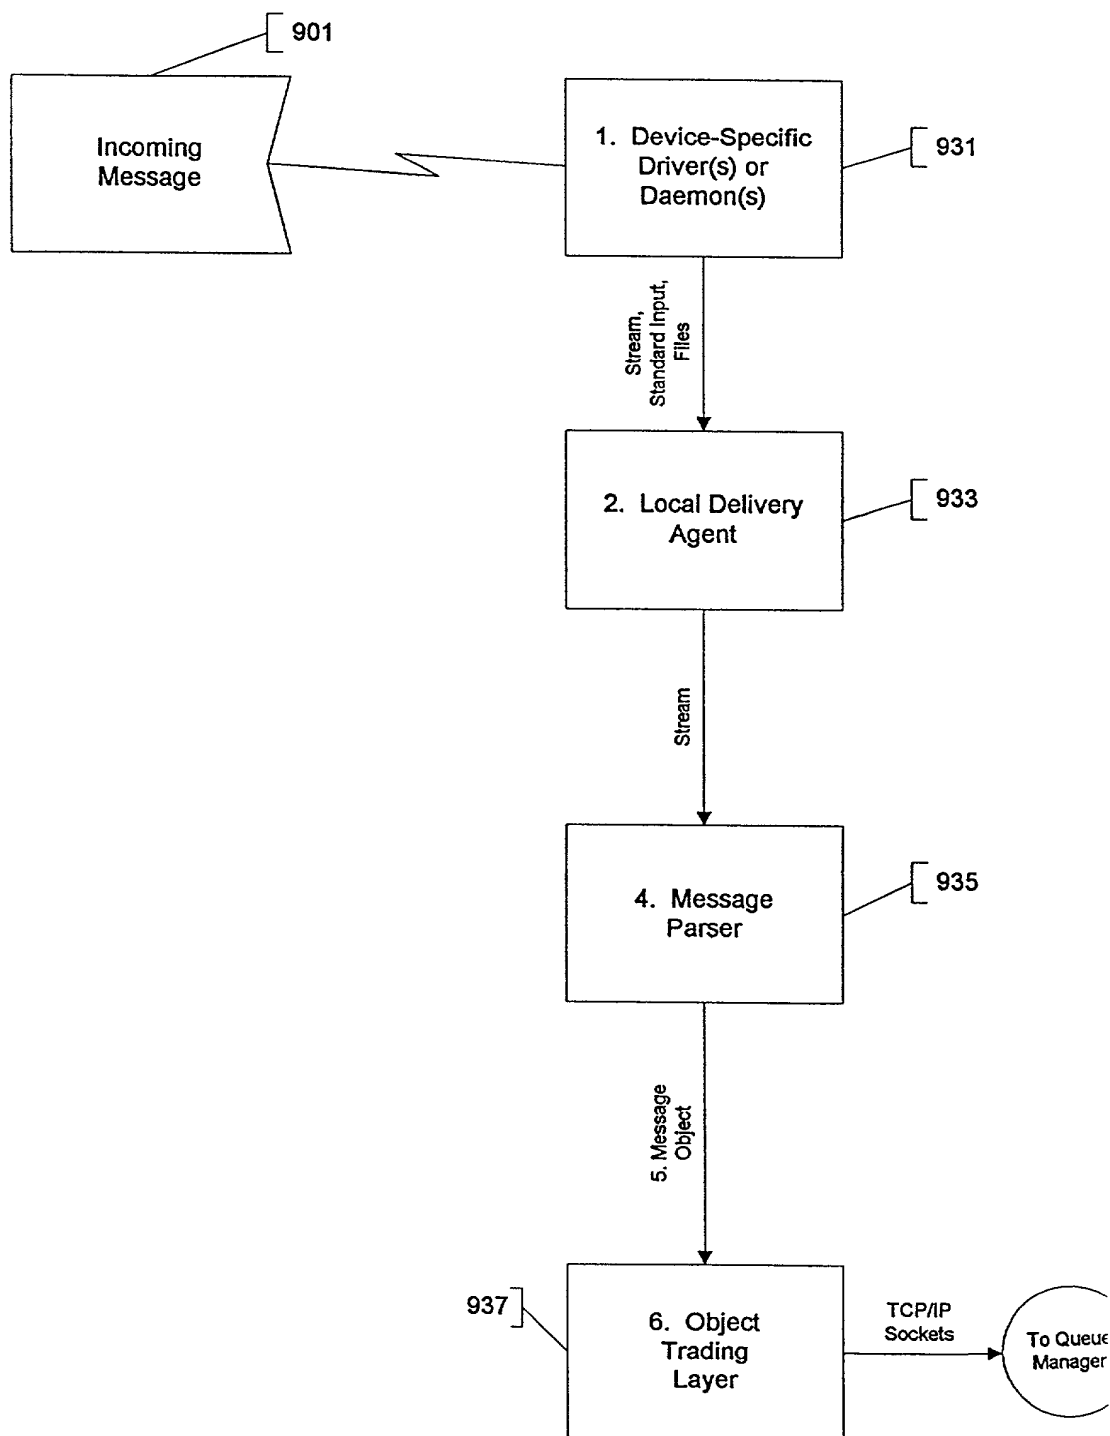 901
Incoming
Message
1. Device-Specific
Driver(s) or
Daemon(s)
931
Stream,
Standard Input,
Files
2. Local Delivery
Agent
933
Stream
4. Message
Parser
935
5. Message
Object
937
6. Object
Trading
Layer
TCP/IP
Sockets
To Queue
Manager